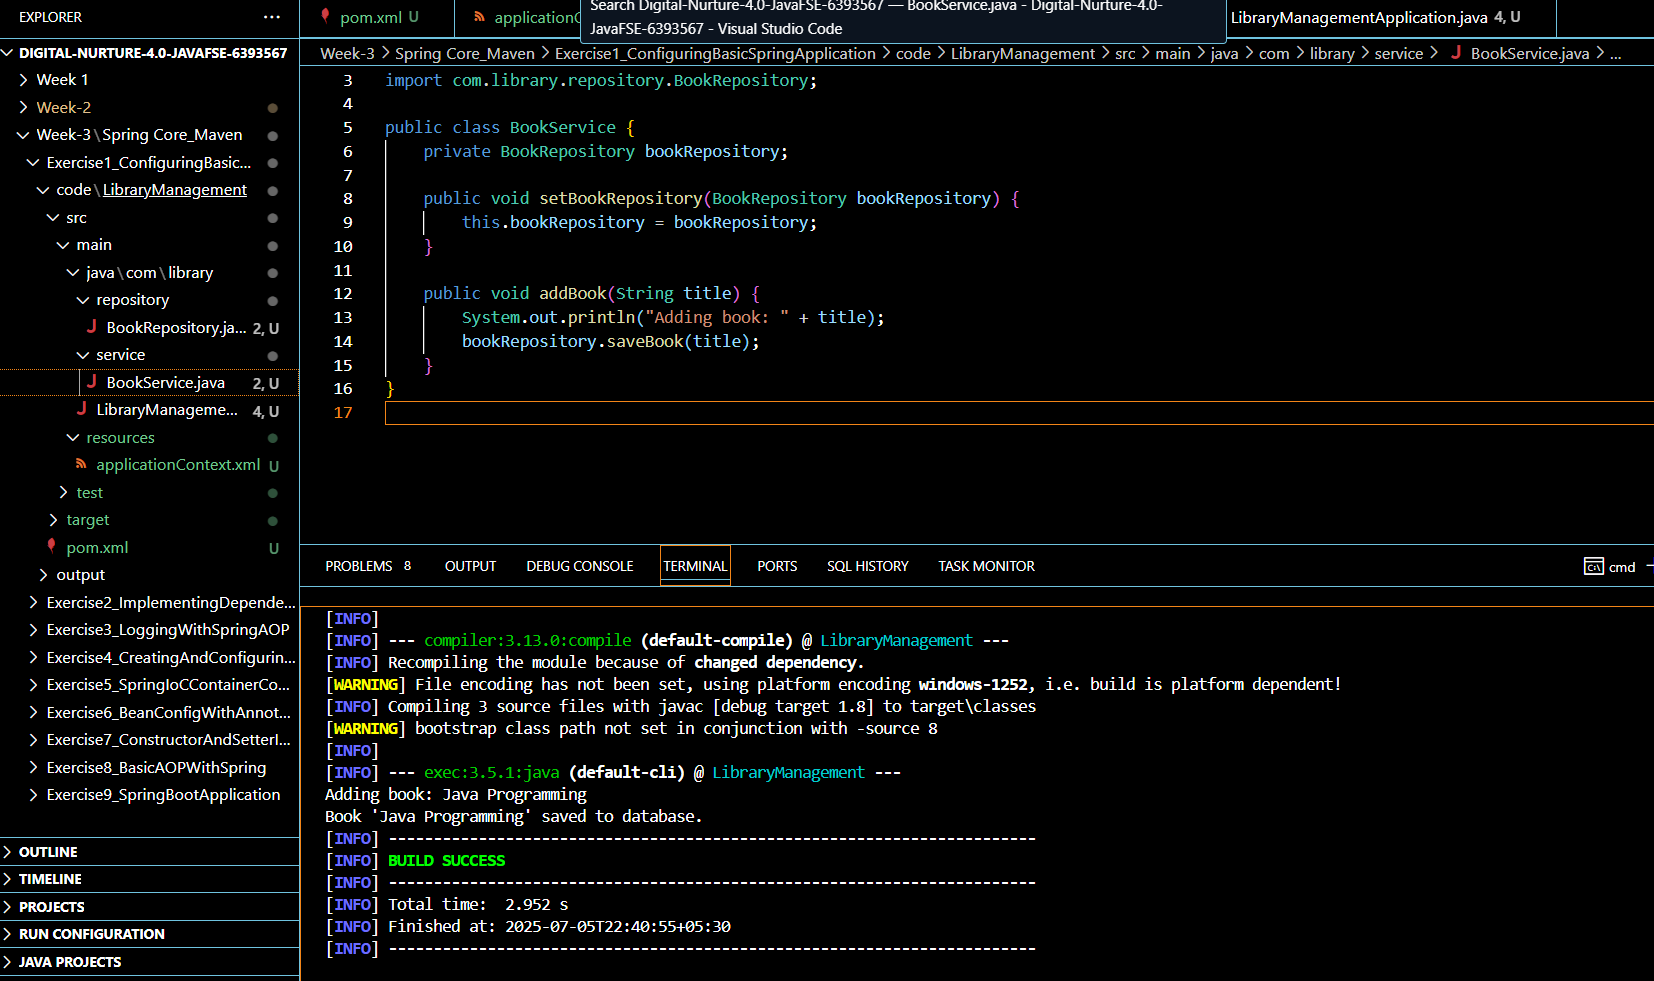 EXPLORER
···
DIGITAL-NURTURE-4.0-JAVAFSE-6393567
Week 1
Week-2
Week-3\Spring Core_Maven
Exercise1_ConfiguringBasic...
code\LibraryManagement
src
main
java\com\library
repository
BookRepository.ja... 2, U
service
BookService.java 2, U
LibraryManageme... 4, U
resources
applicationContext.xml U
test
target
pom.xml U
output
Exercise2_ImplementingDepende...
Exercise3_LoggingWithSpringAOP
Exercise4_CreatingAndConfigurin...
Exercise5_SpringIoCContainerCo...
Exercise6_BeanConfigWithAnnot...
Exercise7_ConstructorAndSetterI...
Exercise8_BasicAOPWithSpring
Exercise9_SpringBootApplication
OUTLINE
TIMELINE
PROJECTS
RUN CONFIGURATION
JAVA PROJECTS
pom.xml U
applicationC
Search Digital-Nurture-4.0-JavaFSE-6393567 — BookService.java - Digital-Nurture-4.0-
JavaFSE-6393567 - Visual Studio Code
LibraryManagementApplication.java 4, U
Week-3 > Spring Core_Maven > Exercise1_ConfiguringBasicSpringApplication > code > LibraryManagement > src > main > java > com > library > service > J BookService.java > ...
3 import com.library.repository.BookRepository;
4
5 public class BookService {
6 private BookRepository bookRepository;
7
8 public void setBookRepository(BookRepository bookRepository) {
9 this.bookRepository = bookRepository;
10 }
11
12 public void addBook(String title) {
13 System.out.println("Adding book: " + title);
14 bookRepository.saveBook(title);
15 }
16 }
17
PROBLEMS 8 OUTPUT DEBUG CONSOLE TERMINAL PORTS SQL HISTORY TASK MONITOR
cmd
[INFO]
[INFO] --- compiler:3.13.0:compile (default-compile) @ LibraryManagement ---
[INFO] Recompiling the module because of changed dependency.
[WARNING] File encoding has not been set, using platform encoding windows-1252, i.e. build is platform dependent!
[INFO] Compiling 3 source files with javac [debug target 1.8] to target\classes
[WARNING] bootstrap class path not set in conjunction with -source 8
[INFO]
[INFO] --- exec:3.5.1:java (default-cli) @ LibraryManagement ---
Adding book: Java Programming
Book 'Java Programming' saved to database.
[INFO] ------------------------------------------------------------------------
[INFO] BUILD SUCCESS
[INFO] ------------------------------------------------------------------------
[INFO] Total time:  2.952 s
[INFO] Finished at: 2025-07-05T22:40:55+05:30
[INFO] ------------------------------------------------------------------------